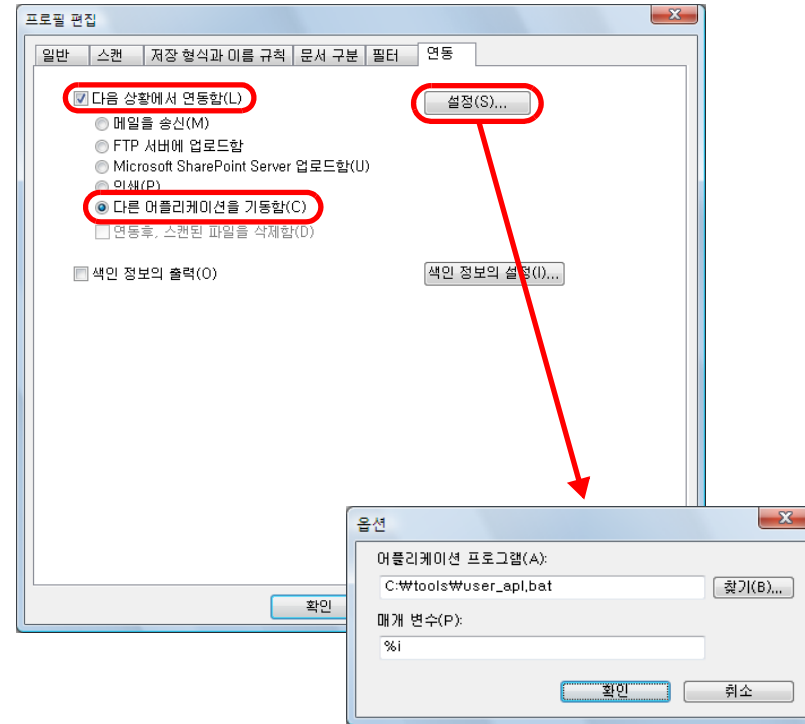 프로필 편집
일반 스캔 저장 형식과 이름 규칙 문서 구분 필터 연동
다음 상황에서 연동함(L) 설정(S)...
메일을 송신(M)
FTP 서버에 업로드함
Microsoft SharePoint Server 업로드함(U)
인쇄(P)
다른 어플리케이션을 기동함(C)
연동후, 스캔된 파일을 삭제함(D)
색인 정보의 출력(O) 색인 정보의 설정(I)...
확인
옵션
어플리케이션 프로그램(A):
C:₩tools₩user_apl,bat 찾기(B)...
매개 변수(P):
%i
확인 취소